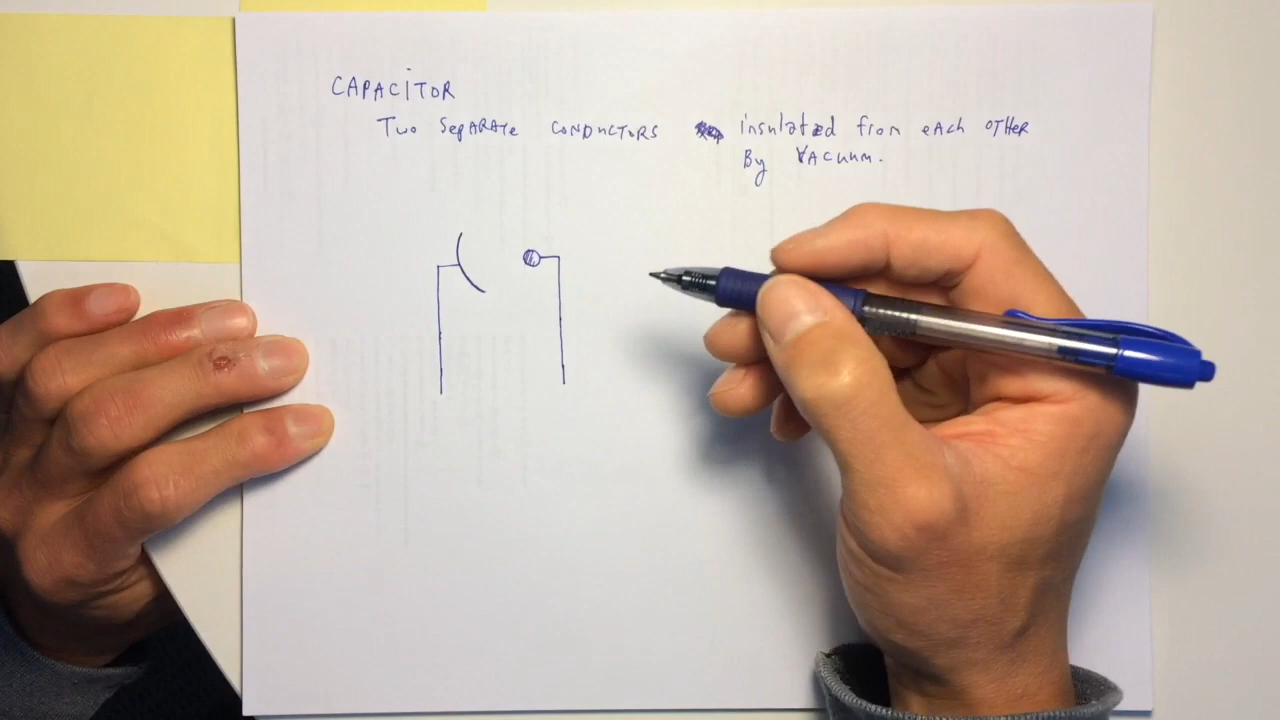 CAPACITOR
Two SepARATe CONDUCTORS insulated from eACH OTHER
By VACuum.